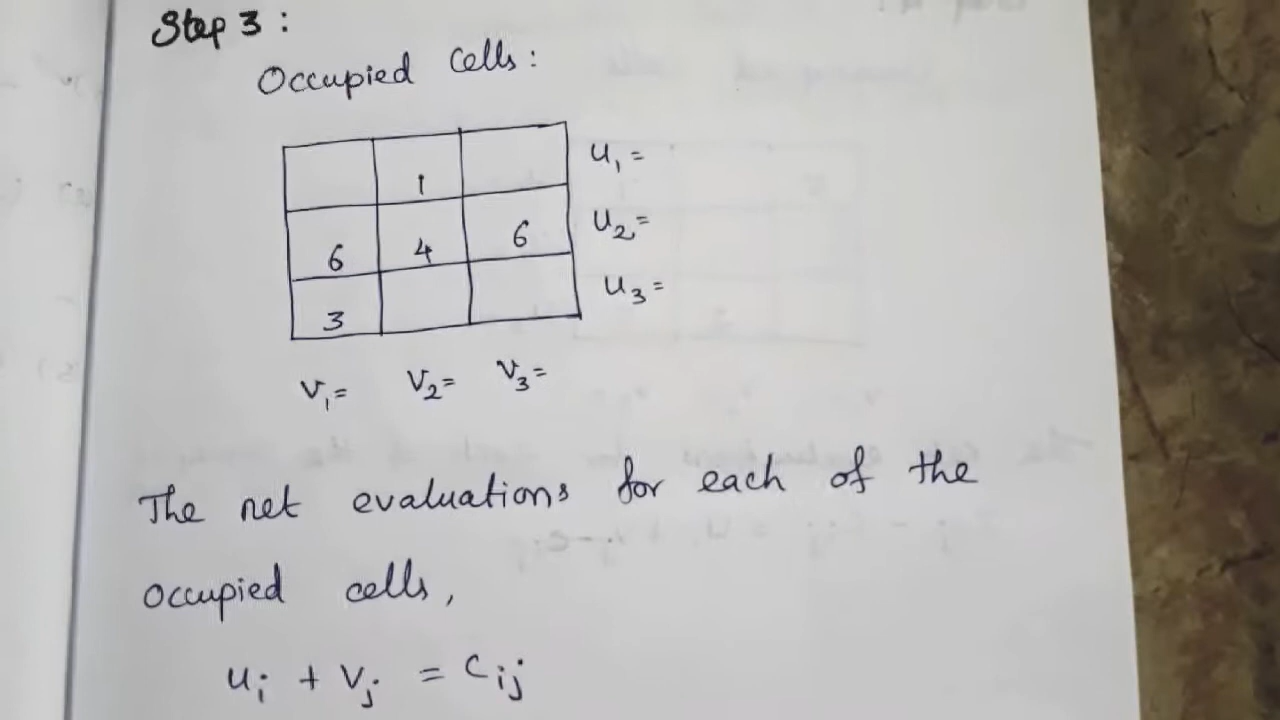 Step 3:
Occupied cells:
1 u₁ =
6 4 6 u₂ =
3 u₃ =
v₁ = v₂ = v₃ =
The net evaluations for each of the
occupied cells,
uᵢ + vⱼ = cᵢⱼ